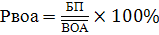 Рвоа = БП / ВОА × 100%